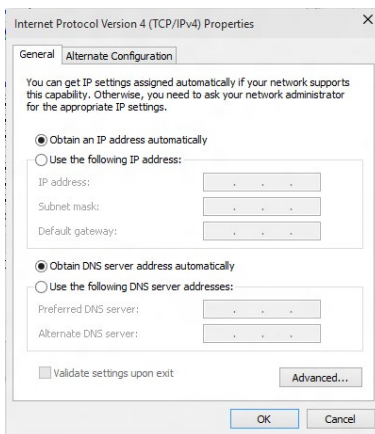 Internet Protocol Version 4 (TCP/IPv4) Properties
General
Alternate Configuration
You can get IP settings assigned automatically if your network supports
this capability. Otherwise, you need to ask your network administrator
for the appropriate IP settings.
Obtain an IP address automatically
Use the following IP address:
IP address:
Subnet mask:
Default gateway:
Obtain DNS server address automatically
Use the following DNS server addresses:
Preferred DNS server:
Alternate DNS server:
Validate settings upon exit
Advanced...
OK
Cancel